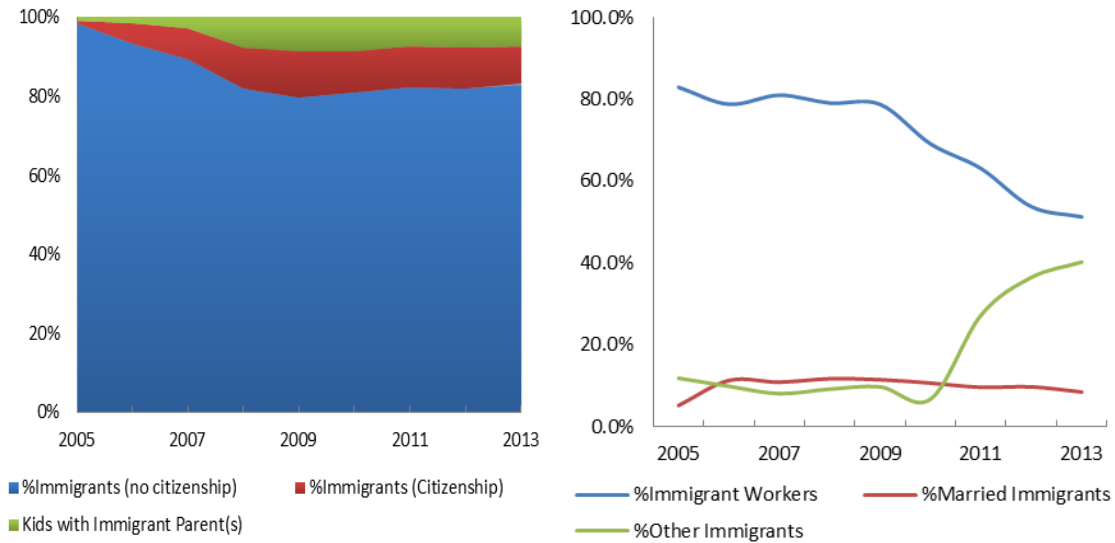 100%
80%
60%
40%
20%
0%
2005 2007 2009 2011 2013
%Immigrants (no citizenship) %Immigrants (Citizenship)
Kids with Immigrant Parent(s)
100.0%
80.0%
60.0%
40.0%
20.0%
0.0%
2005 2007 2009 2011 2013
%Immigrant Workers %Married Immigrants
%Other Immigrants